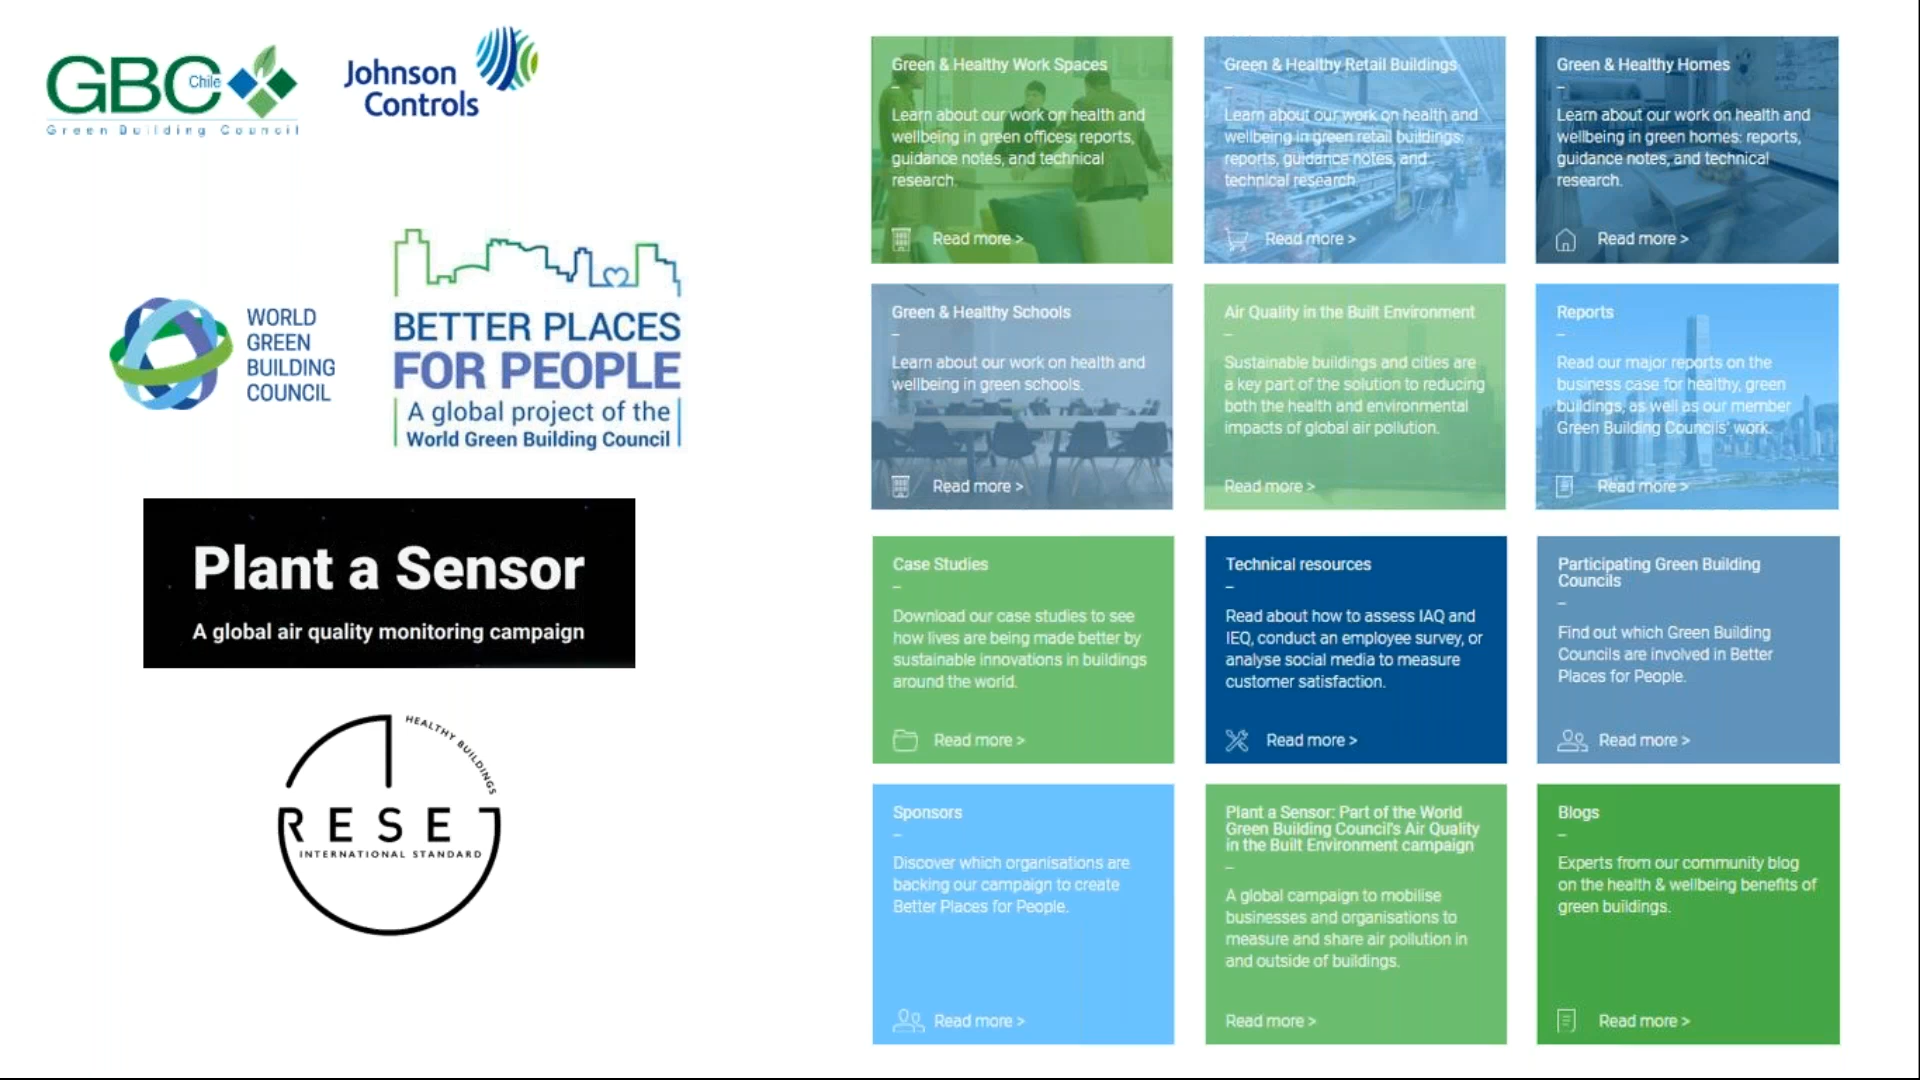 GBC Chile
Green Building Council
Johnson
Controls
WORLD
GREEN
BUILDING
COUNCIL
BETTER PLACES
FOR PEOPLE
A global project of the
World Green Building Council
Plant a Sensor
A global air quality monitoring campaign
HEALTHY BUILDINGS
RESET
INTERNATIONAL STANDARD
Green & Healthy Work Spaces
–
Learn about our work on health and
wellbeing in green offices: reports,
guidance notes, and technical
research.
Read more >
Green & Healthy Retail Buildings
–
Learn about our work on health and
wellbeing in green retail buildings:
reports, guidance notes, and
technical research.
Read more >
Green & Healthy Homes
–
Learn about our work on health and
wellbeing in green homes: reports,
guidance notes, and technical
research.
Read more >
Green & Healthy Schools
–
Learn about our work on health and
wellbeing in green schools.
Read more >
Air Quality in the Built Environment
–
Sustainable buildings and cities are
a key part of the solution to reducing
both the health and environmental
impacts of global air pollution.
Read more >
Reports
–
Read our major reports on the
business case for healthy, green
buildings, as well as our member
Green Building Councils' work.
Read more >
Case Studies
–
Download our case studies to see
how lives are being made better by
sustainable innovations in buildings
around the world.
Read more >
Technical resources
–
Read about how to assess IAQ and
IEQ, conduct an employee survey, or
analyse social media to measure
customer satisfaction.
Read more >
Participating Green Building
Councils
–
Find out which Green Building
Councils are involved in Better
Places for People.
Read more >
Sponsors
–
Discover which organisations are
backing our campaign to create
Better Places for People.
Read more >
Plant a Sensor: Part of the World
Green Building Council's Air Quality
in the Built Environment campaign
–
A global campaign to mobilise
businesses and organisations to
measure and share air pollution in
and outside of buildings.
Read more >
Blogs
–
Experts from our community blog
on the health & wellbeing benefits of
green buildings.
Read more >